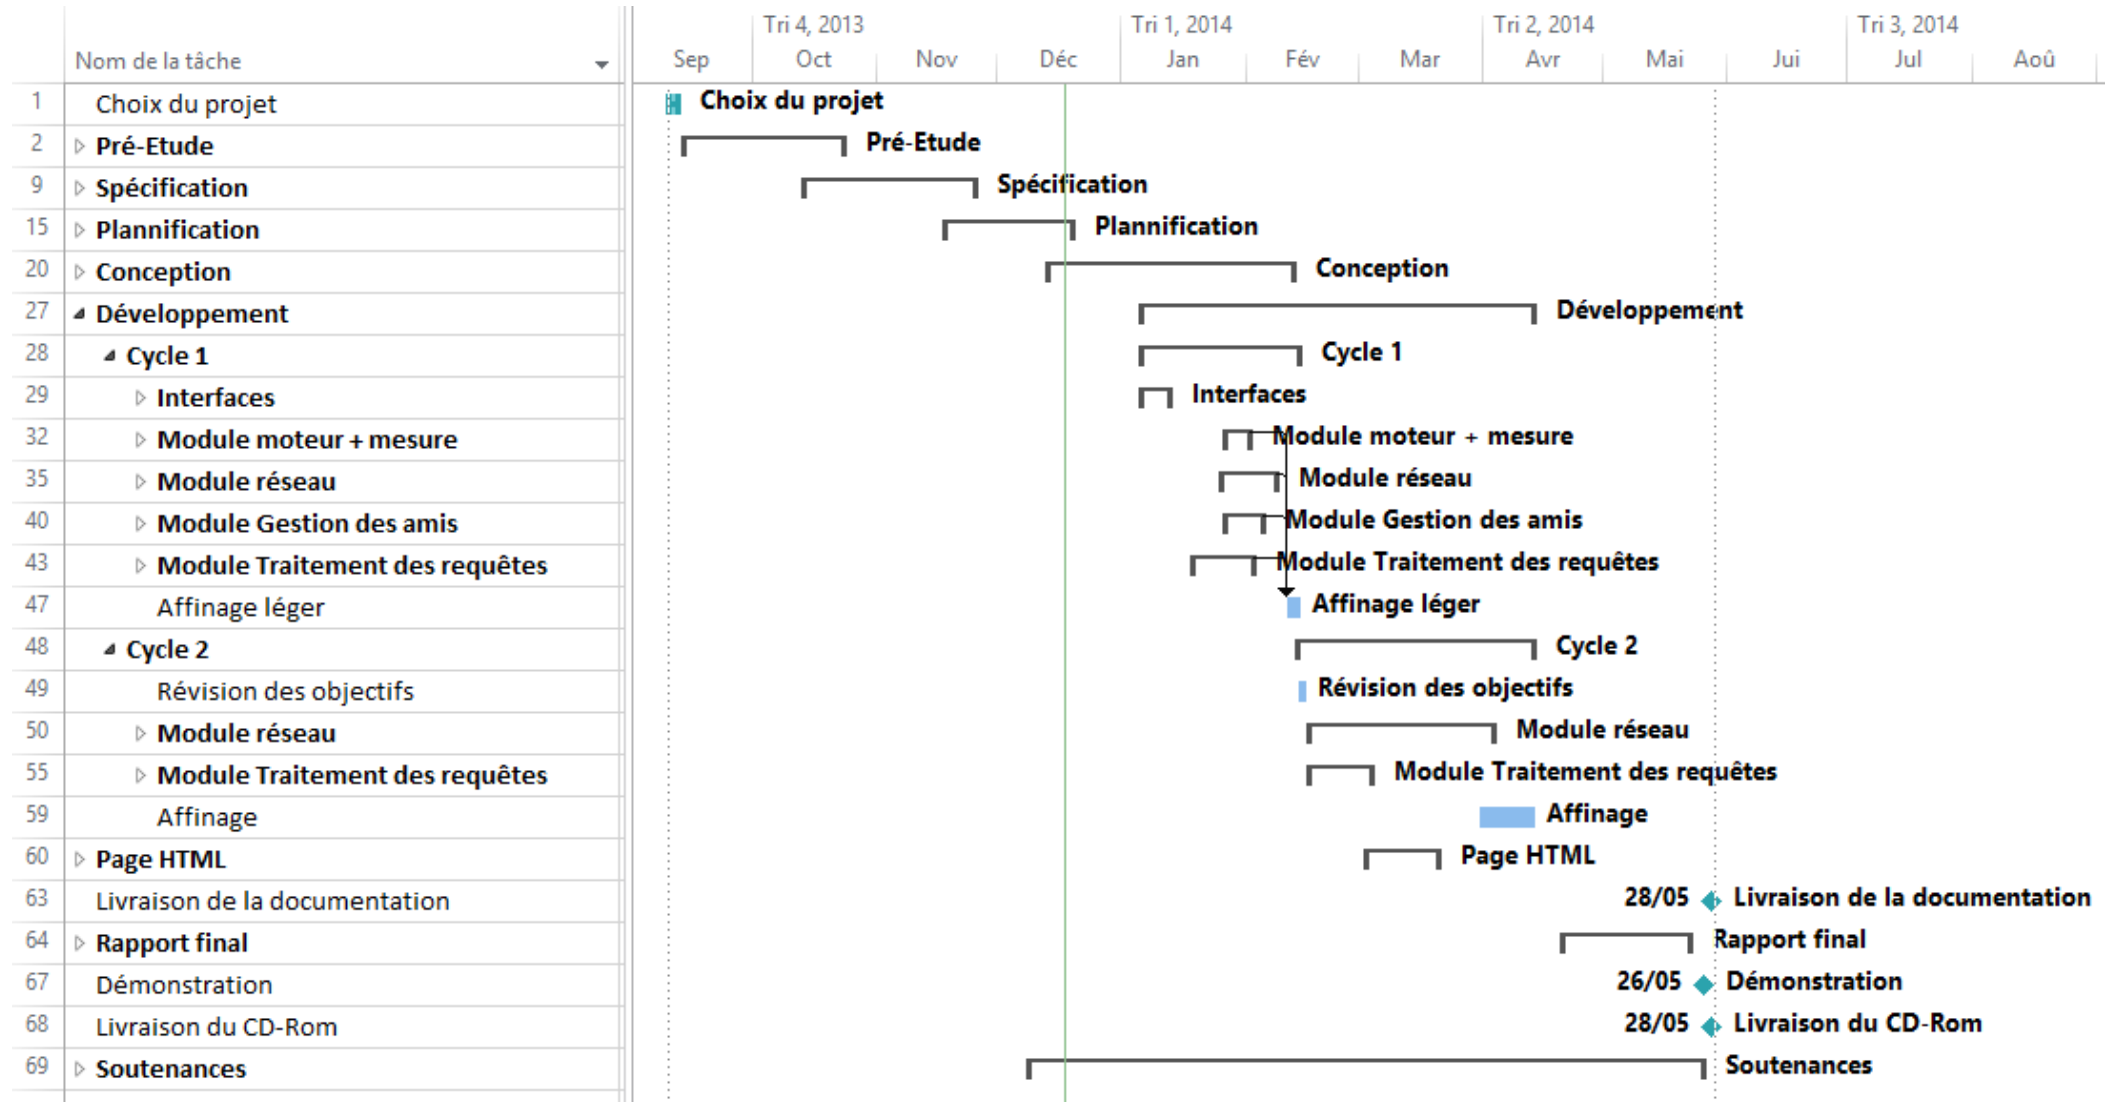 Tri 4, 2013 Tri 1, 2014 Tri 2, 2014 Tri 3, 2014
Nom de la tâche Sep Oct Nov Déc Jan Fév Mar Avr Mai Jui Jul Aoû
1 Choix du projet Choix du projet
2 Pré-Etude Pré-Etude
9 Spécification Spécification
15 Plannification Plannification
20 Conception Conception
27 Développement Développement
28 Cycle 1 Cycle 1
29 Interfaces Interfaces
32 Module moteur + mesure Module moteur + mesure
35 Module réseau Module réseau
40 Module Gestion des amis Module Gestion des amis
43 Module Traitement des requêtes Module Traitement des requêtes
47 Affinage léger Affinage léger
48 Cycle 2 Cycle 2
49 Révision des objectifs Révision des objectifs
50 Module réseau Module réseau
55 Module Traitement des requêtes Module Traitement des requêtes
59 Affinage Affinage
60 Page HTML Page HTML
63 Livraison de la documentation 28/05 Livraison de la documentation
64 Rapport final Rapport final
67 Démonstration 26/05 Démonstration
68 Livraison du CD-Rom 28/05 Livraison du CD-Rom
69 Soutenances Soutenances